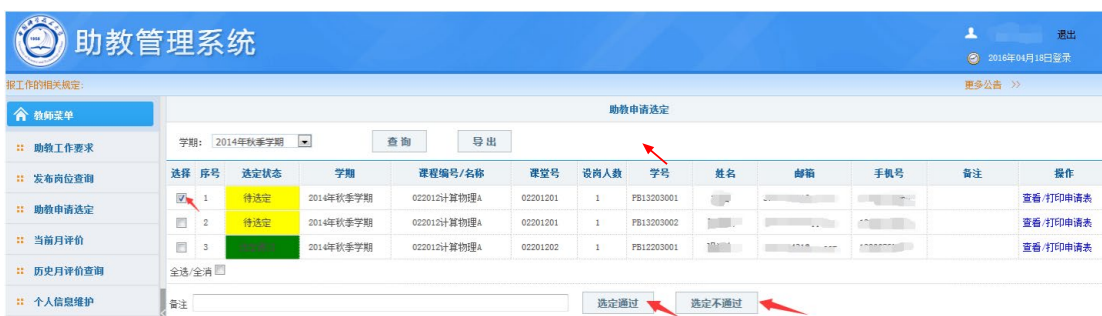 助教管理系统
退出
2016年04月18日登录
报工作的相关规定:
更多公告 >>
教师菜单
助教工作要求
发布岗位查询
助教申请选定
当前月评价
历史月评价查询
个人信息维护
助教申请选定
学期: 2014年秋季学期 查 询 导 出
选择 序号 选定状态 学期 课程编号/名称 课堂号 设岗人数 学号 姓名 邮箱 手机号 备注 操作
1 待选定 2014年秋季学期 022012计算物理A 02201201 1 PB13203001 查看/打印申请表
2 待选定 2014年秋季学期 022012计算物理A 02201201 1 PB13203002 查看/打印申请表
3 2014年秋季学期 022012计算物理A 02201202 1 PB12203001 查看/打印申请表
全选/全消
备注 选定通过 选定不通过